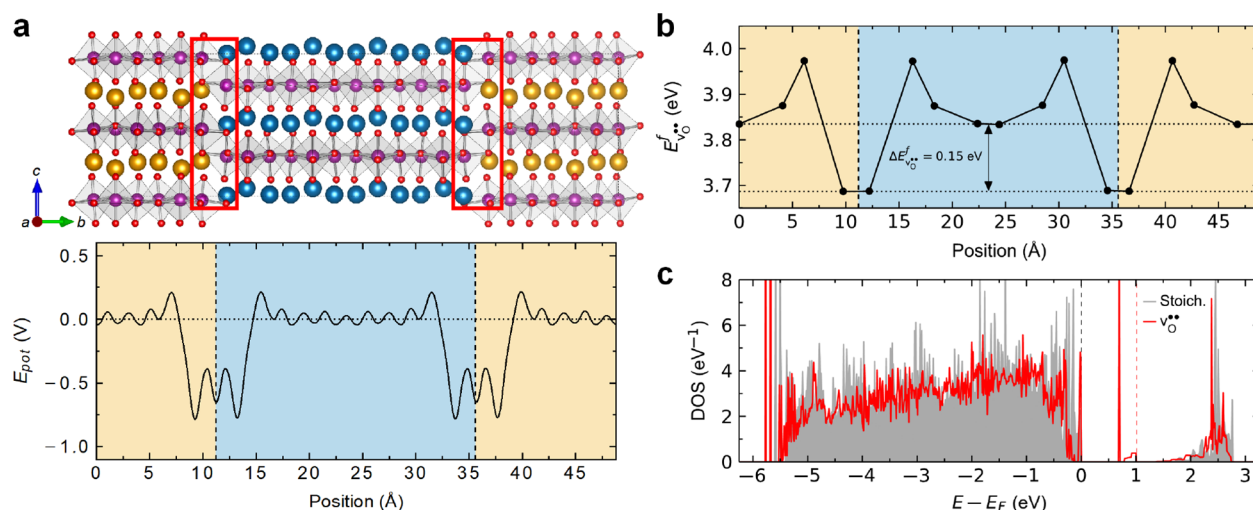 a
c
a
b
0.5
0.0
−0.5
−1.0
E_pot (V)
0 5 10 15 20 25 30 35 40 45
Position (Å)
b
4.0
3.9
3.8
3.7
E^f_{v_O^{••}} (eV)
ΔE^f_{v_O^{••}} = 0.15 eV
0 5 10 15 20 25 30 35 40 45
Position (Å)
c
8
6
4
2
0
DOS (eV⁻¹)
Stoich.
v_O^{••}
−6 −5 −4 −3 −2 −1 0 1 2 3
E − E_F (eV)